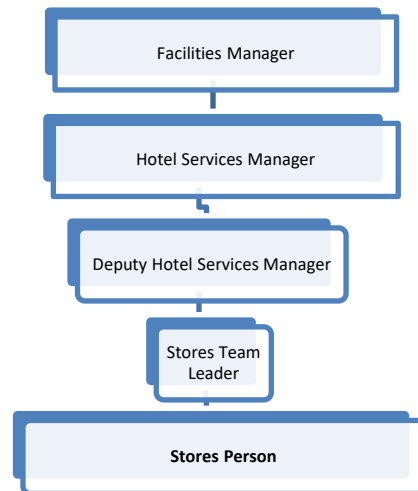 Facilities Manager
Hotel Services Manager
Deputy Hotel Services Manager
Stores Team
Leader
Stores Person